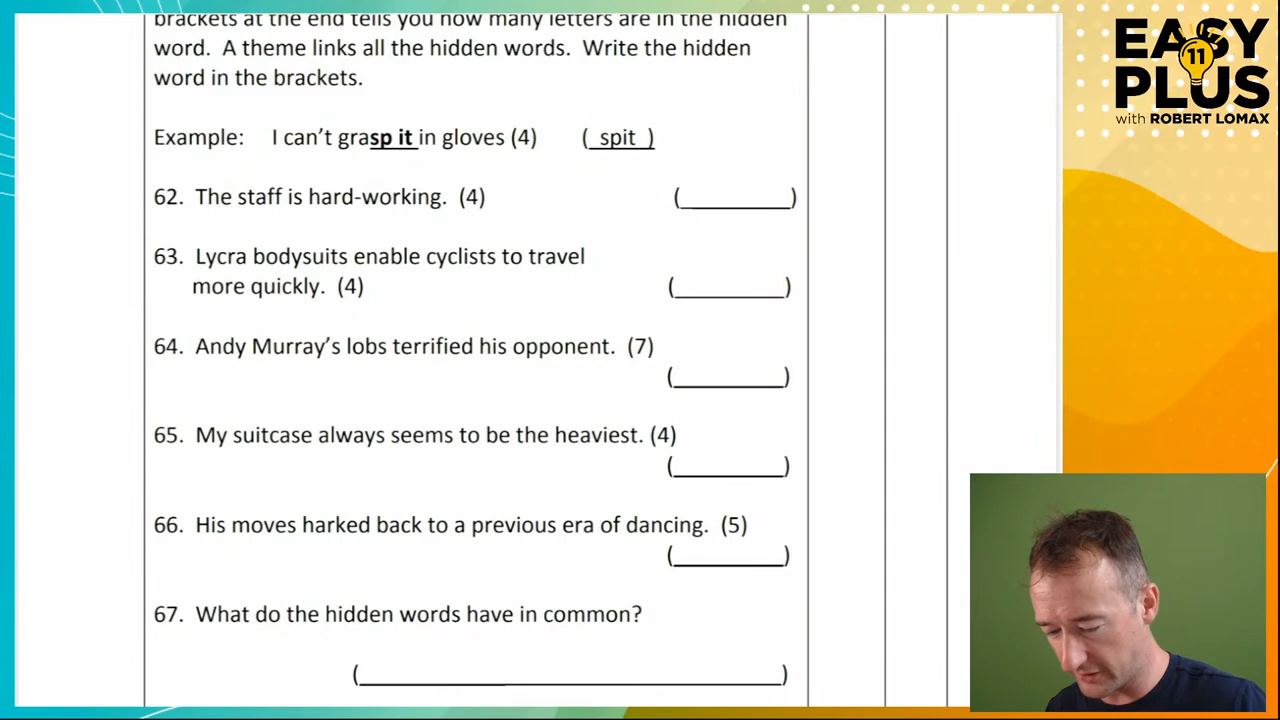 brackets at the end tells you how many letters are in the hidden
word. A theme links all the hidden words. Write the hidden
word in the brackets.
Example: I can't grasp it in gloves (4) ( spit )
62. The staff is hard-working. (4) (__________)
63. Lycra bodysuits enable cyclists to travel
more quickly. (4) (__________)
64. Andy Murray's lobs terrified his opponent. (7)
(__________)
65. My suitcase always seems to be the heaviest. (4)
(__________)
66. His moves harked back to a previous era of dancing. (5)
(__________)
67. What do the hidden words have in common?
(______________________________________)
EASY
11
PLUS
with ROBERT LOMAX